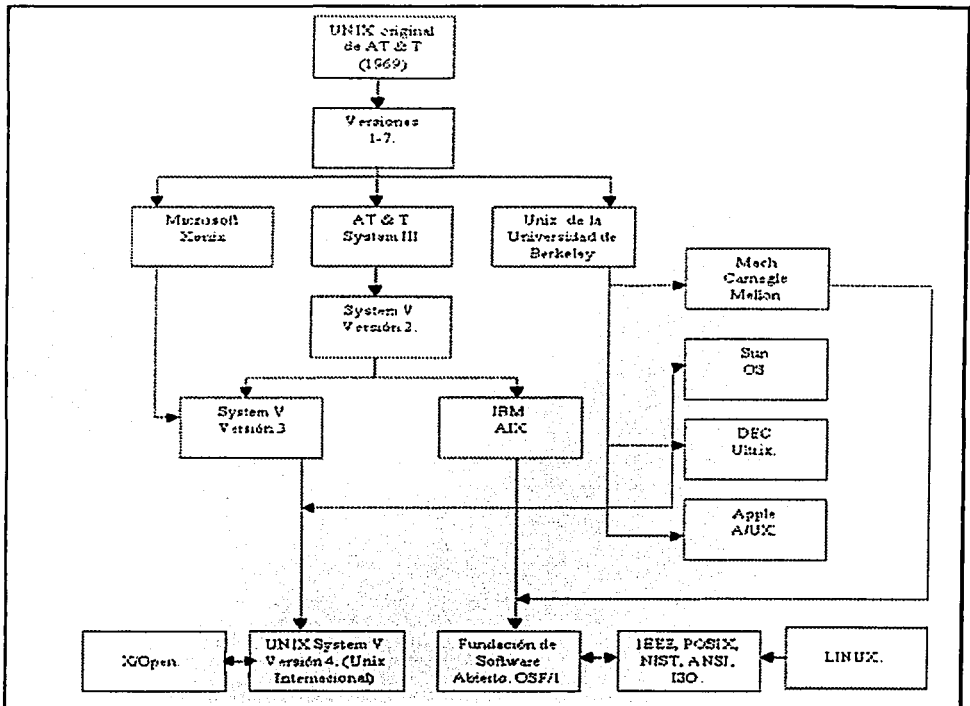 UNIX original
de AT & T
(1969)
Versiones
1-7.
Microsoft
Xenix
AT & T
System III
Unix de la
Universidad de
Berkeley
Mach
Carnegie
Mellon
System V
Versión 2.
Sun
OS
System V
Versión 3
IBM
AIX
DEC
Ultrix.
Apple
A/UX
X/Open.
UNIX System V
Versión 4. (Unix
Internacional)
Fundación de
Software
Abierto. OSF/1
IEEE, POSIX,
NIST, ANSI,
ISO.
LINUX.